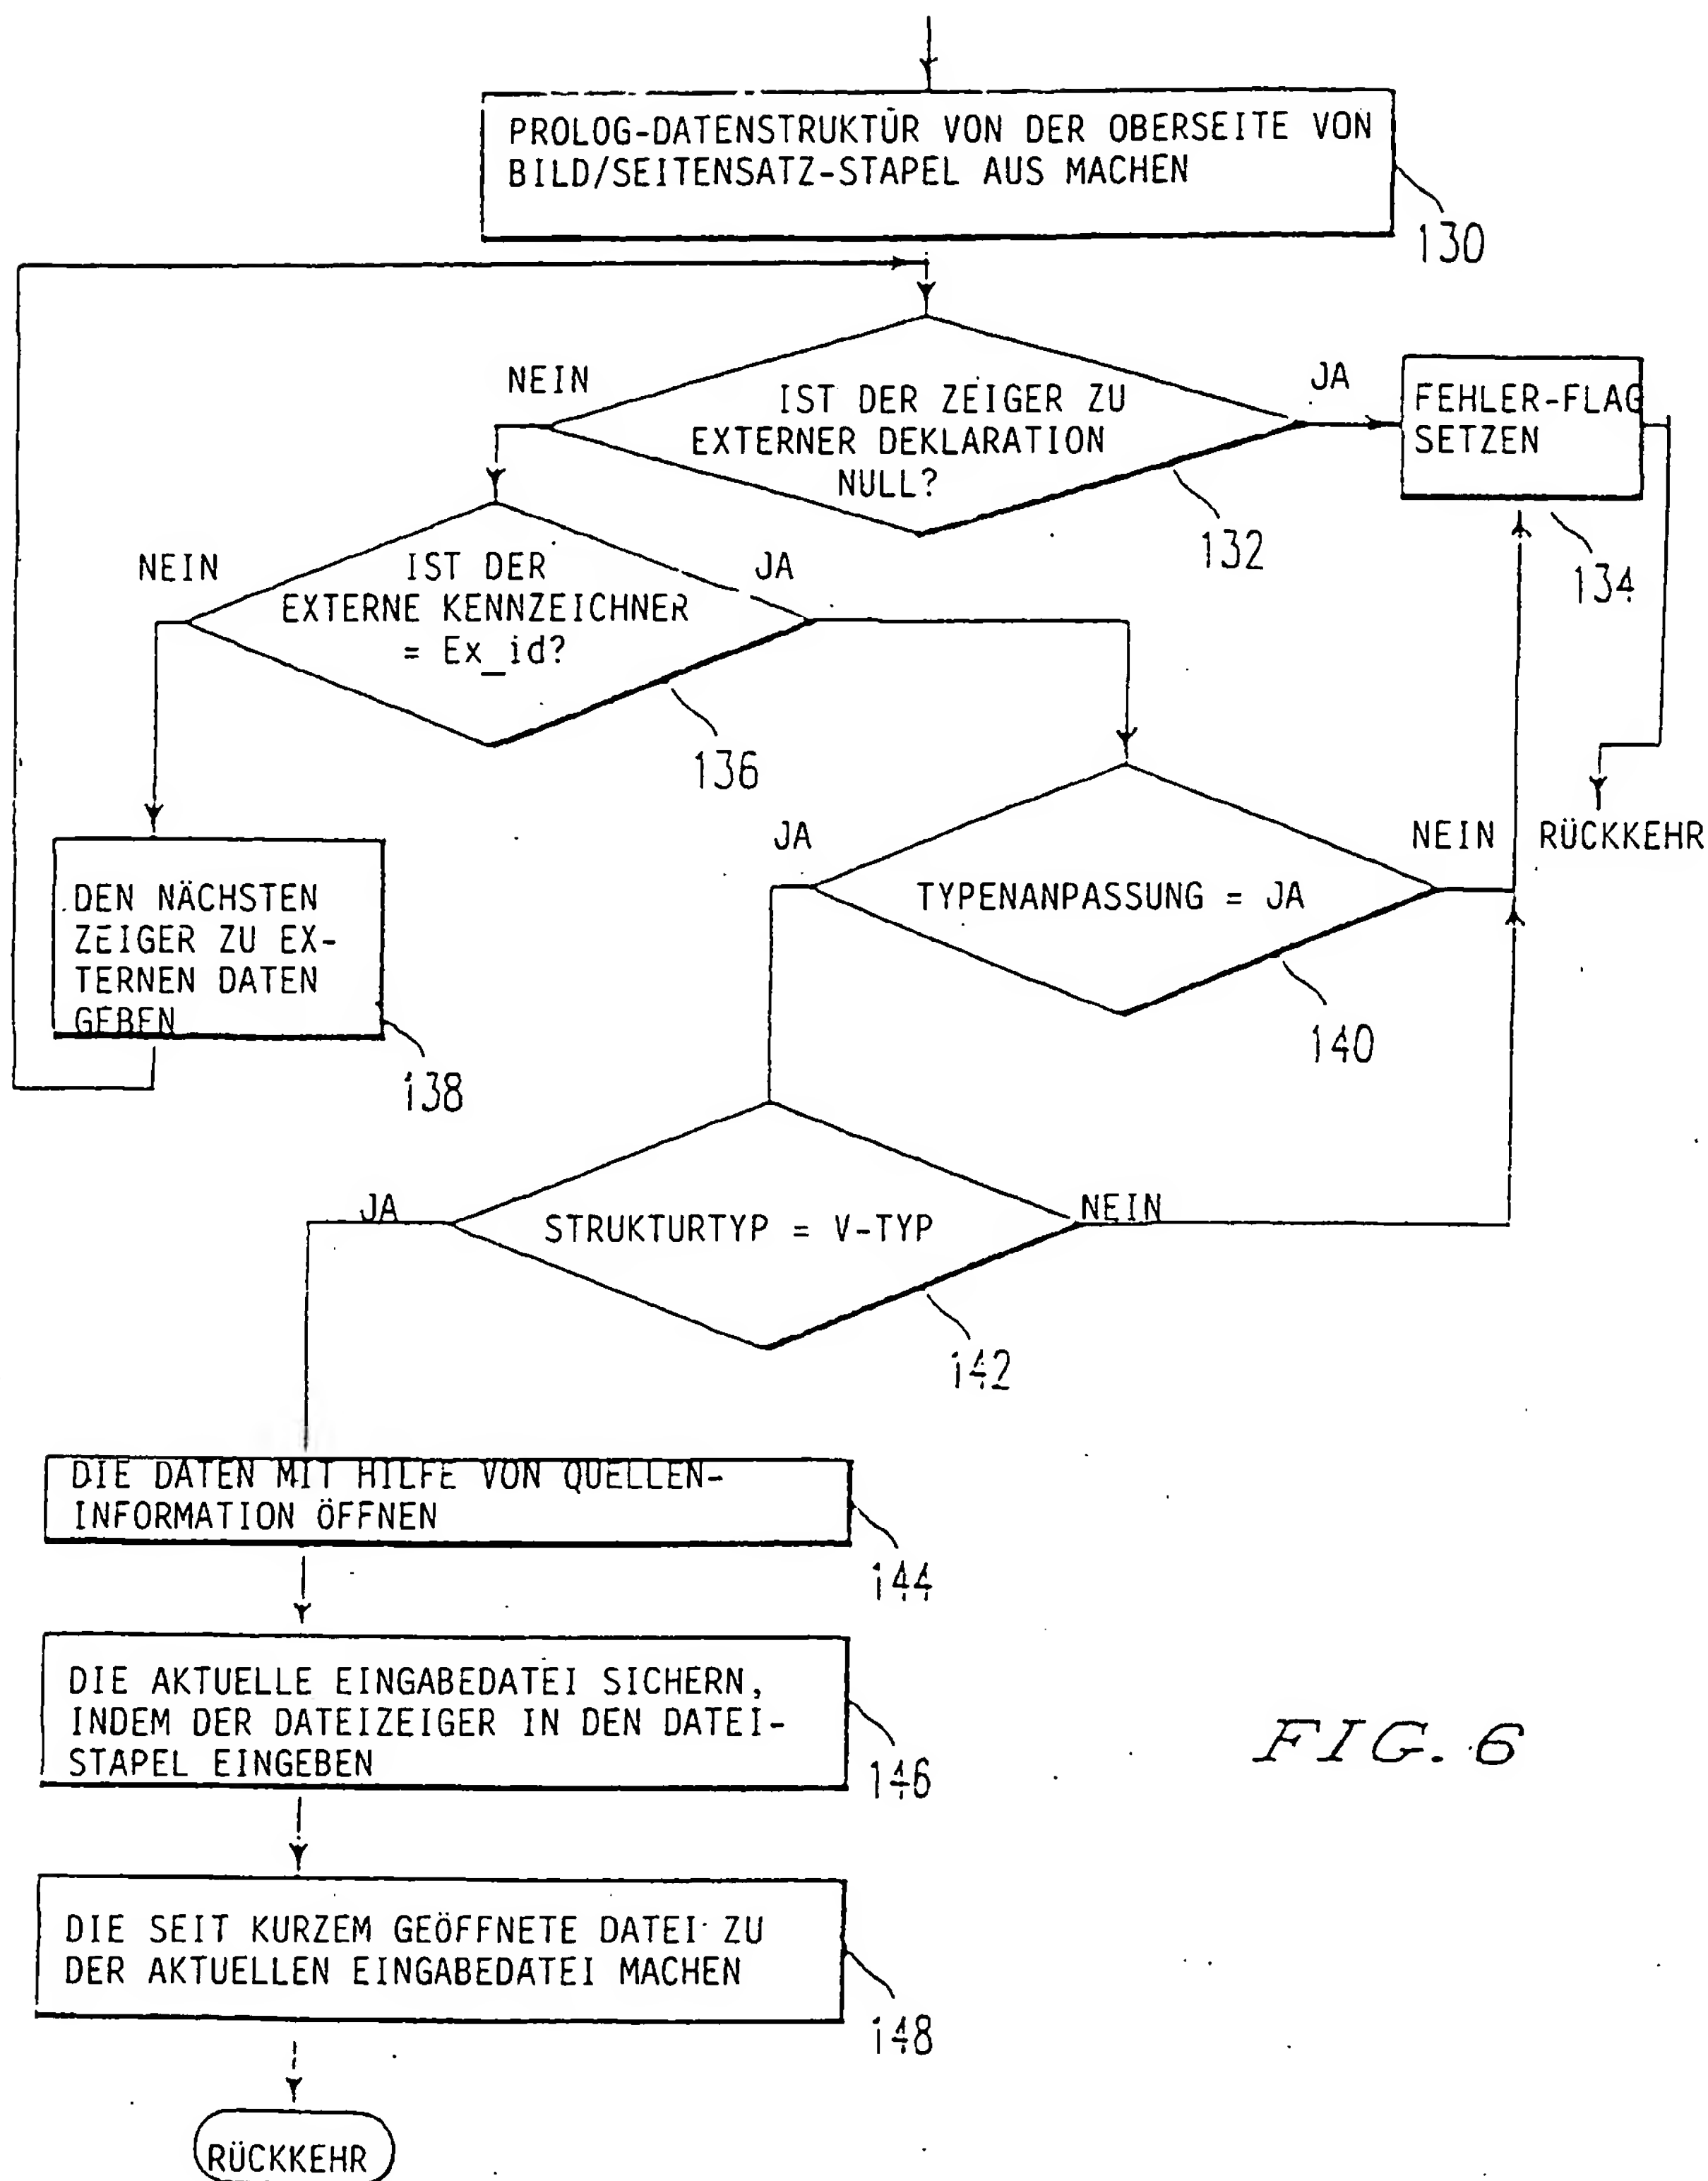 PROLOG-DATENSTRUKTUR VON DER OBERSEITE VON
BILD/SEITENSATZ-STAPEL AUS MACHEN
130
NEIN
IST DER ZEIGER ZU
EXTERNER DEKLARATION
NULL?
JA
132
FEHLER-FLAG
SETZEN
134
NEIN
IST DER
EXTERNE KENNZEICHNER
= Ex_id?
JA
136
DEN NÄCHSTEN
ZEIGER ZU EX-
TERNEN DATEN
GEBEN
138
JA
TYPENANPASSUNG = JA
NEIN
140
RÜCKKEHR
JA
STRUKTURTYP = V-TYP
NEIN
142
DIE DATEN MIT HILFE VON QUELLEN-
INFORMATION ÖFFNEN
144
DIE AKTUELLE EINGABEDATEI SICHERN,
INDEM DER DATEIZEIGER IN DEN DATEI-
STAPEL EINGEBEN
146
DIE SEIT KURZEM GEÖFFNETE DATEI ZU
DER AKTUELLEN EINGABEDATEI MACHEN
148
RÜCKKEHR
FIG. 6